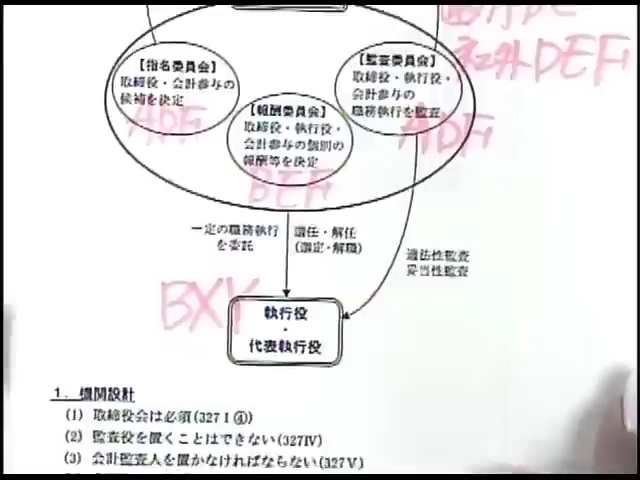 DEF
【指名委員会】
取締役・会計参与の
候補を決定
ADF
【報酬委員会】
取締役・執行役・
会計参与の個別の
報酬等を決定
BEF
【監査委員会】
取締役・執行役・
会計参与の
職務執行を監査
ADF
一定の職務執行
を委託
選任・解任
(選定・解職)
適法性監査
妥当性監査
BXY
執行役
・
代表執行役
1. 機関設計
(1) 取締役会は必須(327Ⅰ④)
(2) 監査役を置くことはできない(327Ⅳ)
(3) 会計監査人を置かなければならない(327Ⅴ)